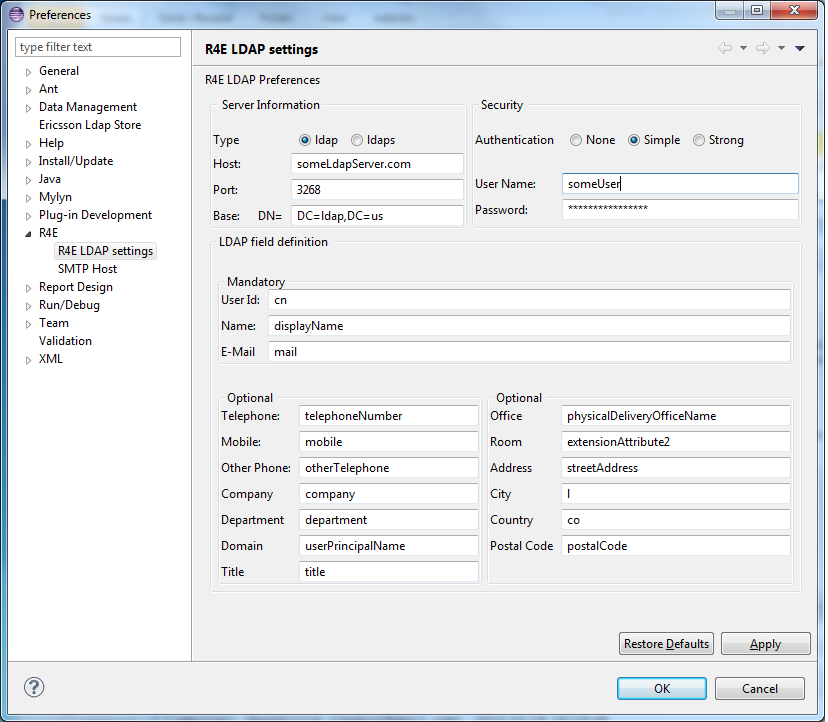 Preferences
type filter text
General
Ant
Data Management
Ericsson Ldap Store
Help
Install/Update
Java
Mylyn
Plug-in Development
R4E
R4E LDAP settings
SMTP Host
Report Design
Run/Debug
Team
Validation
XML
R4E LDAP settings
R4E LDAP Preferences
Server Information
Type ldap ldaps
Host: someLdapServer.com
Port: 3268
Base: DN= DC=ldap,DC=us
Security
Authentication None Simple Strong
User Name: someUser
Password: ****************
LDAP field definition
Mandatory
User Id: cn
Name: displayName
E-Mail mail
Optional
Telephone: telephoneNumber
Mobile: mobile
Other Phone: otherTelephone
Company company
Department department
Domain userPrincipalName
Title title
Optional
Office physicalDeliveryOfficeName
Room extensionAttribute2
Address streetAddress
City l
Country co
Postal Code postalCode
Restore Defaults Apply
? OK Cancel